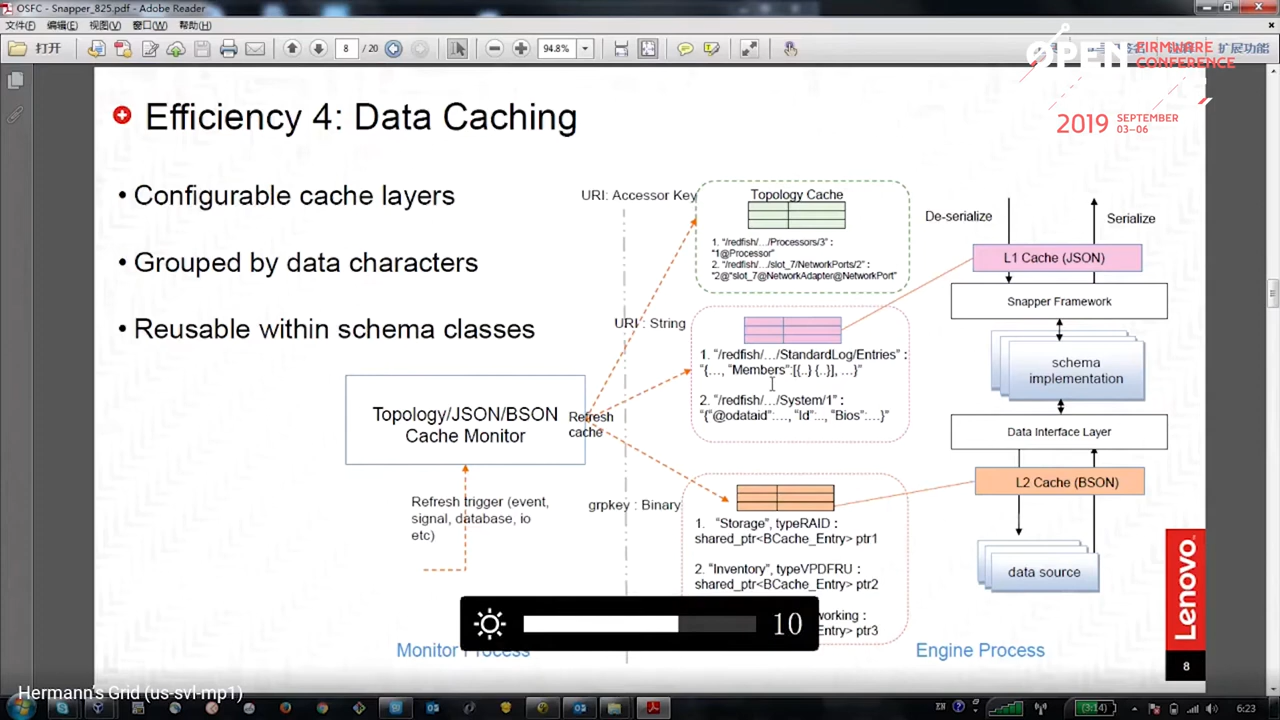 OSFC - Snapper_825.pdf - Adobe Reader
文件(F) 编辑(E) 视图(V) 窗口(W) 帮助(H)
打开
8 / 20
94.8%
扩展功能
OPEN FIRMWARE CONFERENCE
2019 SEPTEMBER 03-06
Efficiency 4: Data Caching
• Configurable cache layers
• Grouped by data characters
• Reusable within schema classes
Topology/JSON/BSON
Cache Monitor
Refresh
cache
Refresh trigger (event,
signal, database, io
etc)
Monitor Process
URI: Accessor Key
Topology Cache
1. "/redfish/…/Processors/3" :
"1@Processor"
2. "/redfish/…/slot_7/NetworkPorts/2" :
"2@"slot_7@NetworkAdapter@NetworkPort"
URI : String
1. "/redfish/…/StandardLog/Entries" :
"{…, "Members":[{..} {..}], …}"
2. "/redfish/…/System/1" :
"{"@odataid":…, "Id":.., "Bios":…}"
grpkey : Binary
1. "Storage", typeRAID :
shared_ptr<BCache_Entry> ptr1
2. "Inventory", typeVPDFRU :
shared_ptr<BCache_Entry> ptr2
working :
Entry> ptr3
De-serialize
Serialize
L1 Cache (JSON)
Snapper Framework
schema
implementation
Data Interface Layer
L2 Cache (BSON)
data source
Engine Process
Lenovo
8
10
Hermann's Grid (us-svl-mp1)
ZH
(3:14)
6:23